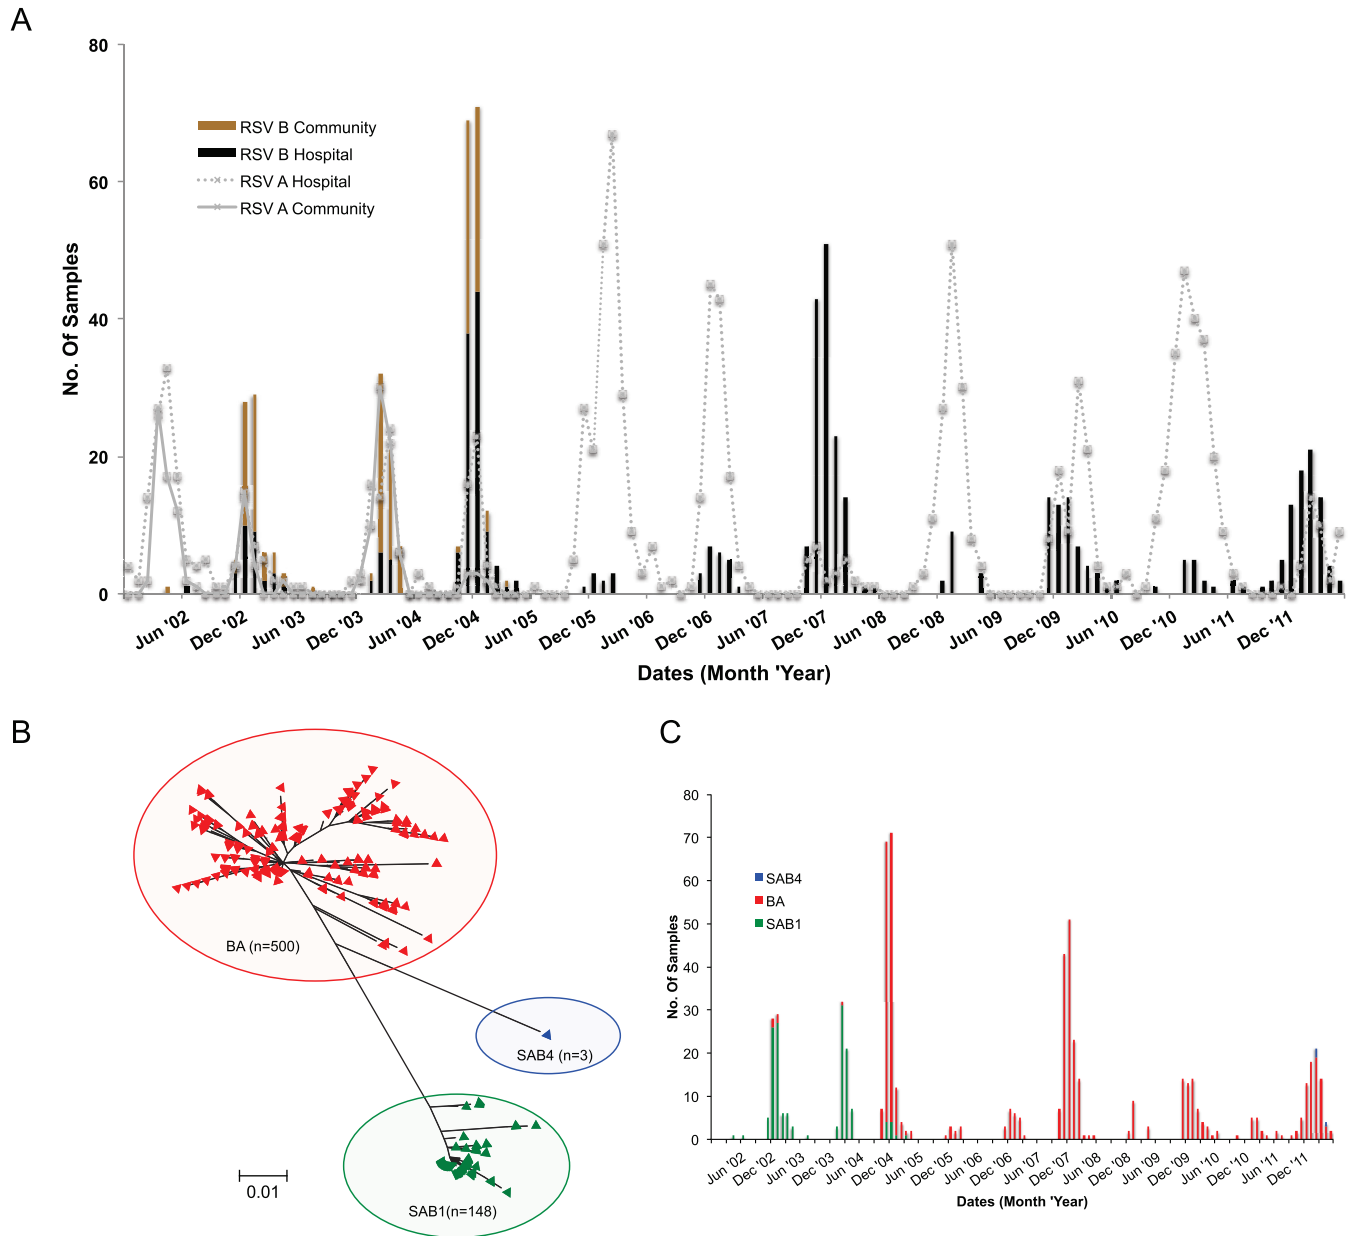 A
80
60
40
20
0
No. Of Samples
RSV B Community
RSV B Hospital
RSV A Hospital
RSV A Community
Jun '02
Dec '02
Jun '03
Dec '03
Jun '04
Dec '04
Jun '05
Dec '05
Jun '06
Dec '06
Jun '07
Dec '07
Jun '08
Dec '08
Jun '09
Dec '09
Jun '10
Dec '10
Jun '11
Dec '11
Dates (Month 'Year)
B
BA (n=500)
SAB4 (n=3)
SAB1(n=148)
0.01
C
80
70
60
50
40
30
20
10
0
No. Of Samples
SAB4
BA
SAB1
Jun '02
Dec '02
Jun '03
Dec '03
Jun '04
Dec '04
Jun '05
Dec '05
Jun '06
Dec '06
Jun '07
Dec '07
Jun '08
Dec '08
Jun '09
Dec '09
Jun '10
Dec '10
Jun '11
Dec '11
Dates (Month 'Year)